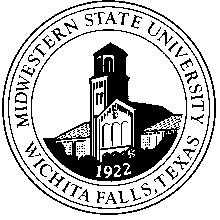 MIDWESTERN STATE UNIVERSITY
1922
WICHITA FALLS, TEXAS